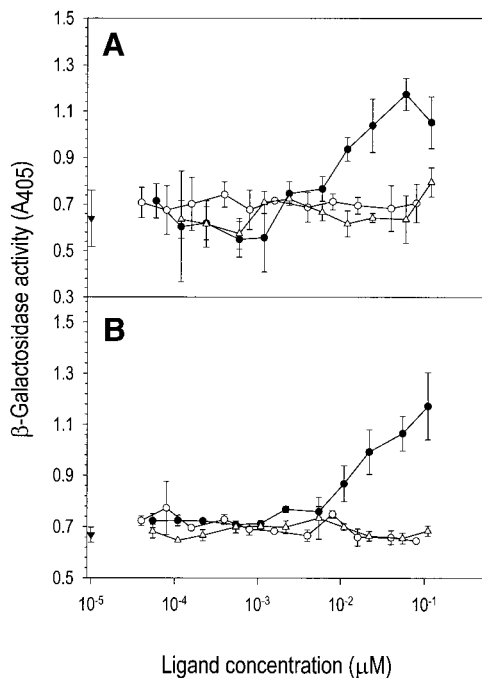 A
1.5
1.3
1.1
0.9
0.7
0.5
0.3
B
1.5
1.3
1.1
0.9
0.7
0.5
10⁻⁵ 10⁻⁴ 10⁻³ 10⁻² 10⁻¹
β-Galactosidase activity (A405)
Ligand concentration (μM)